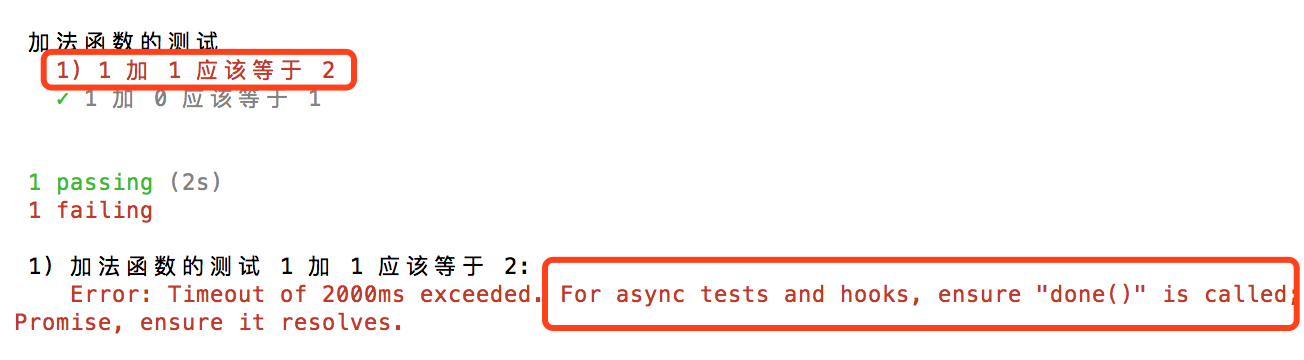 加法函数的测试
1) 1 加 1 应该等于 2
✓ 1 加 0 应该等于 1
1 passing (2s)
1 failing
1) 加法函数的测试 1 加 1 应该等于 2:
Error: Timeout of 2000ms exceeded. For async tests and hooks, ensure "done()" is called;
Promise, ensure it resolves.